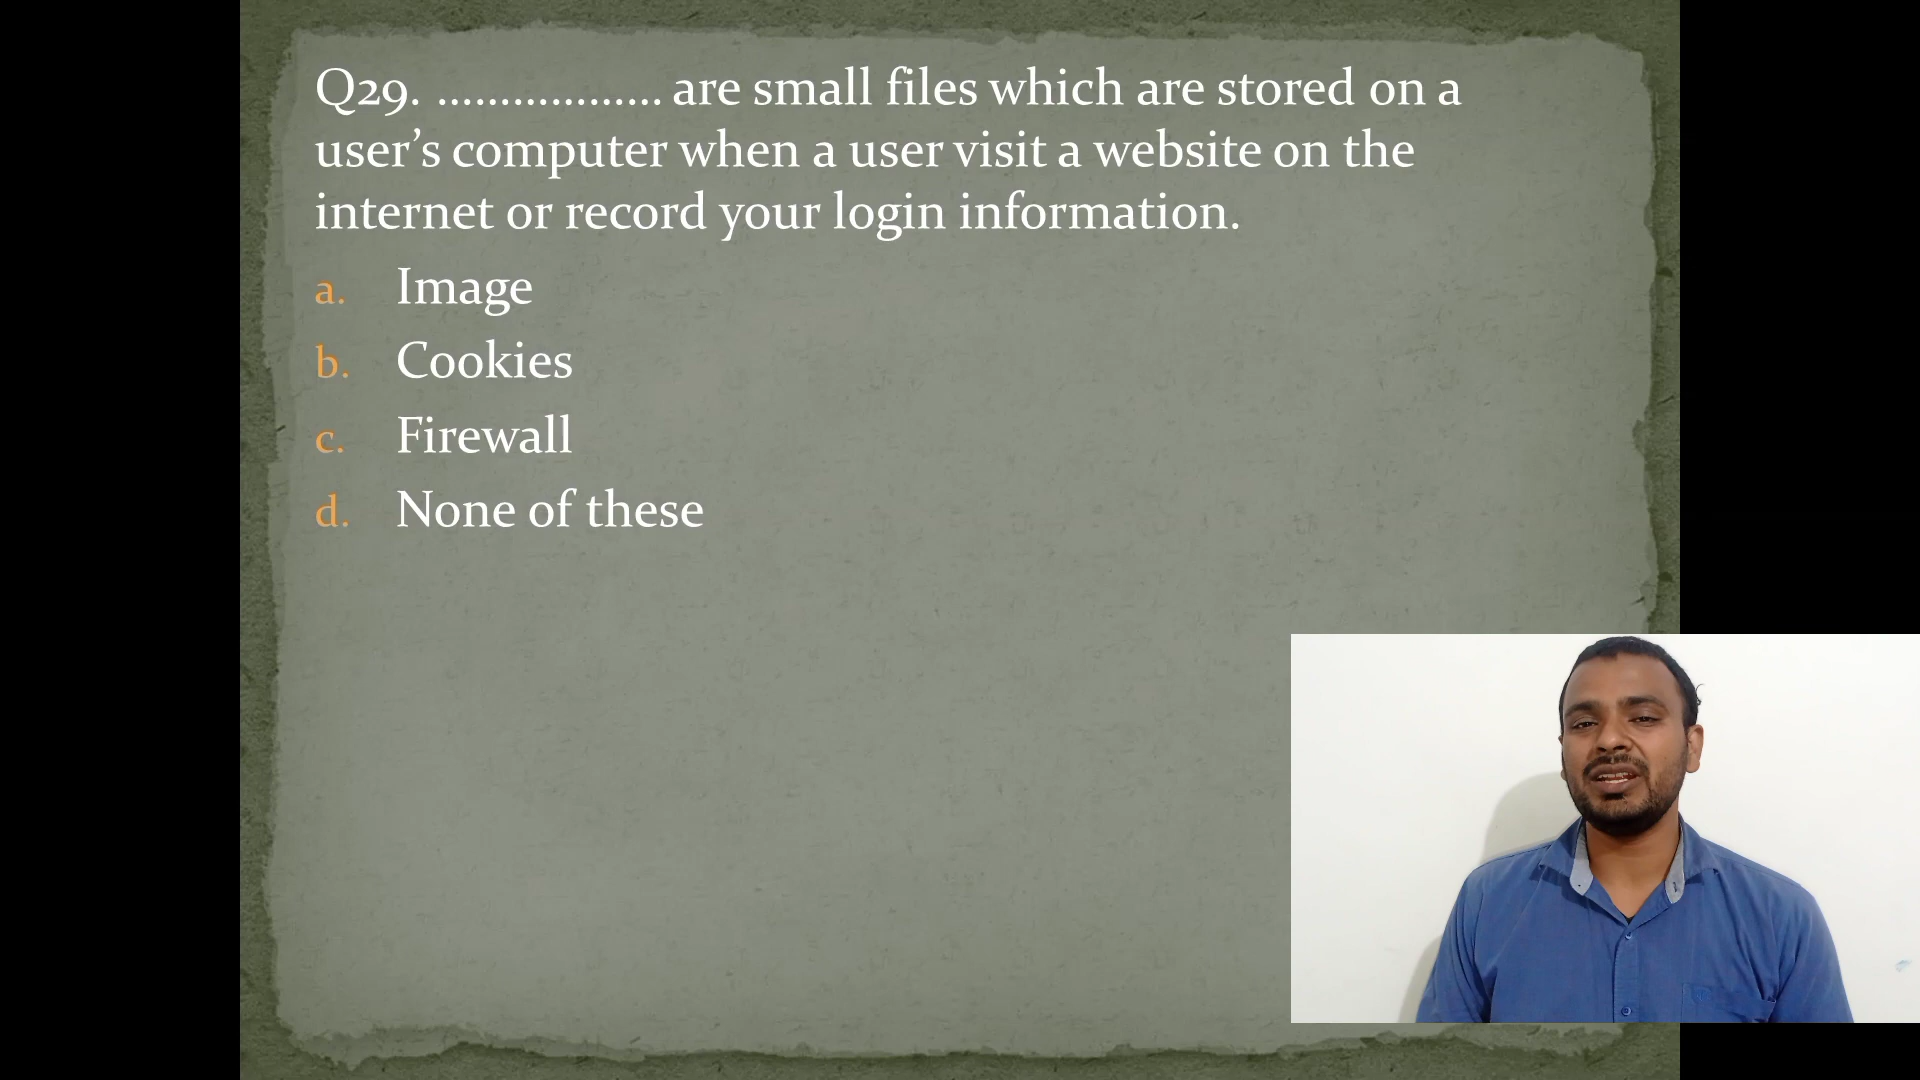 Q29. .................. are small files which are stored on a
user’s computer when a user visit a website on the
internet or record your login information.
a. Image
b. Cookies
c. Firewall
d. None of these